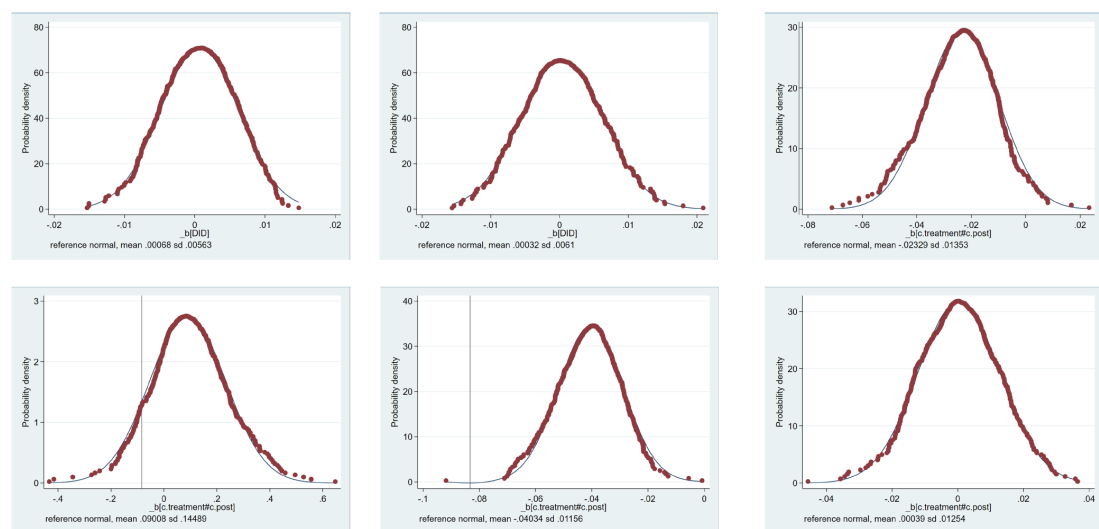 80
60
40
20
0
Probability density
-.02 -.01 0 .01 .02
_b[DID]
reference normal, mean .00068 sd .00563
80
60
40
20
0
Probability density
-.02 -.01 0 .01 .02
_b[DID]
reference normal, mean .00032 sd .0061
30
20
10
0
Probability density
-.08 -.06 -.04 -.02 0 .02
_b[c.treatment#c.post]
reference normal, mean -.02329 sd .01353
3
2
1
0
Probability density
-.4 -.2 0 .2 .4 .6
_b[c.treatment#c.post]
reference normal, mean .09008 sd .14489
40
30
20
10
0
Probability density
-.1 -.08 -.06 -.04 -.02 0
_b[c.treatment#c.post]
reference normal, mean -.04034 sd .01156
30
20
10
0
Probability density
-.04 -.02 0 .02 .04
_b[c.treatment#c.post]
reference normal, mean .00039 sd .01254